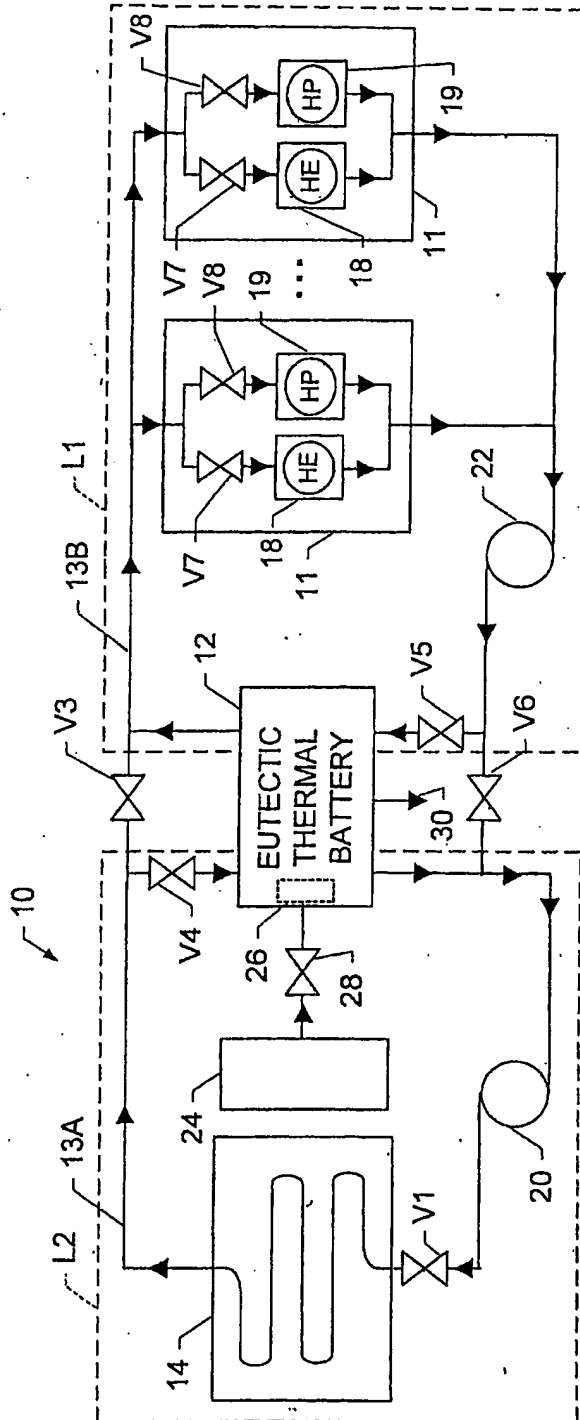 10
L2
13A
V3
13B
L1
14
24
V4
26
28
EUTECTIC
THERMAL
BATTERY
12
30
V5
V6
V1
20
22
V7
V8
HE
HP
18
19
11
...
V7
V8
HE
HP
18
19
11